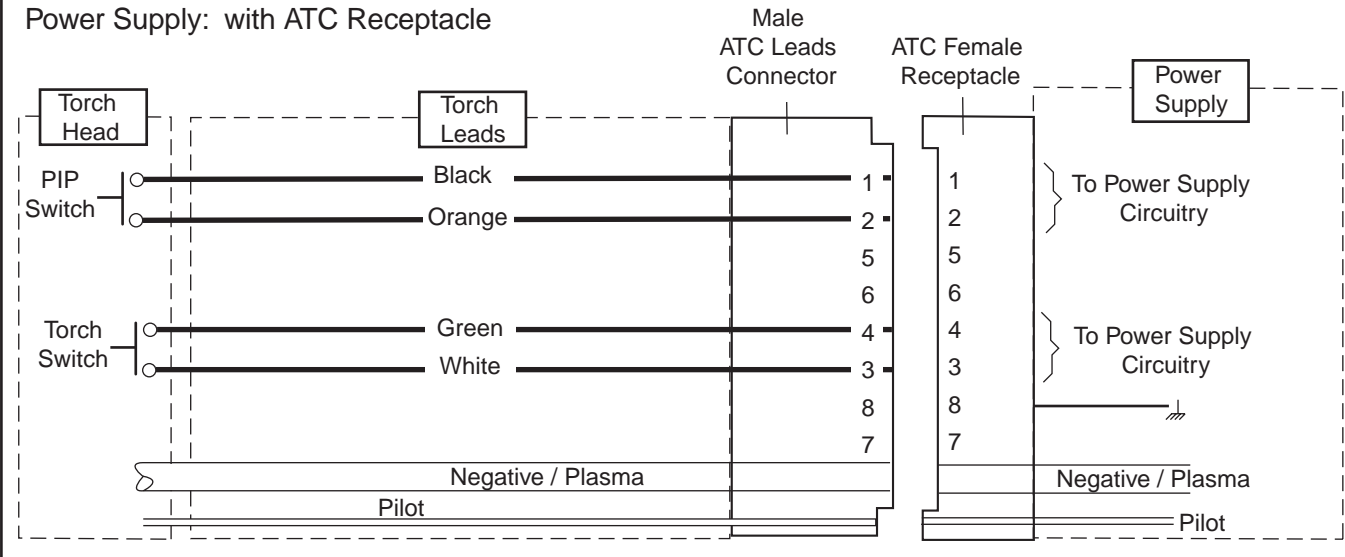 Power Supply: with ATC Receptacle
Male
ATC Leads
Connector
ATC Female
Receptacle
Power
Supply
Torch
Head
Torch
Leads
PIP
Switch
Black
Orange
1
2
5
6
1
2
5
6
To Power Supply
Circuitry
Torch
Switch
Green
White
4
3
8
7
4
3
8
7
To Power Supply
Circuitry
Negative / Plasma
Negative / Plasma
Pilot
Pilot